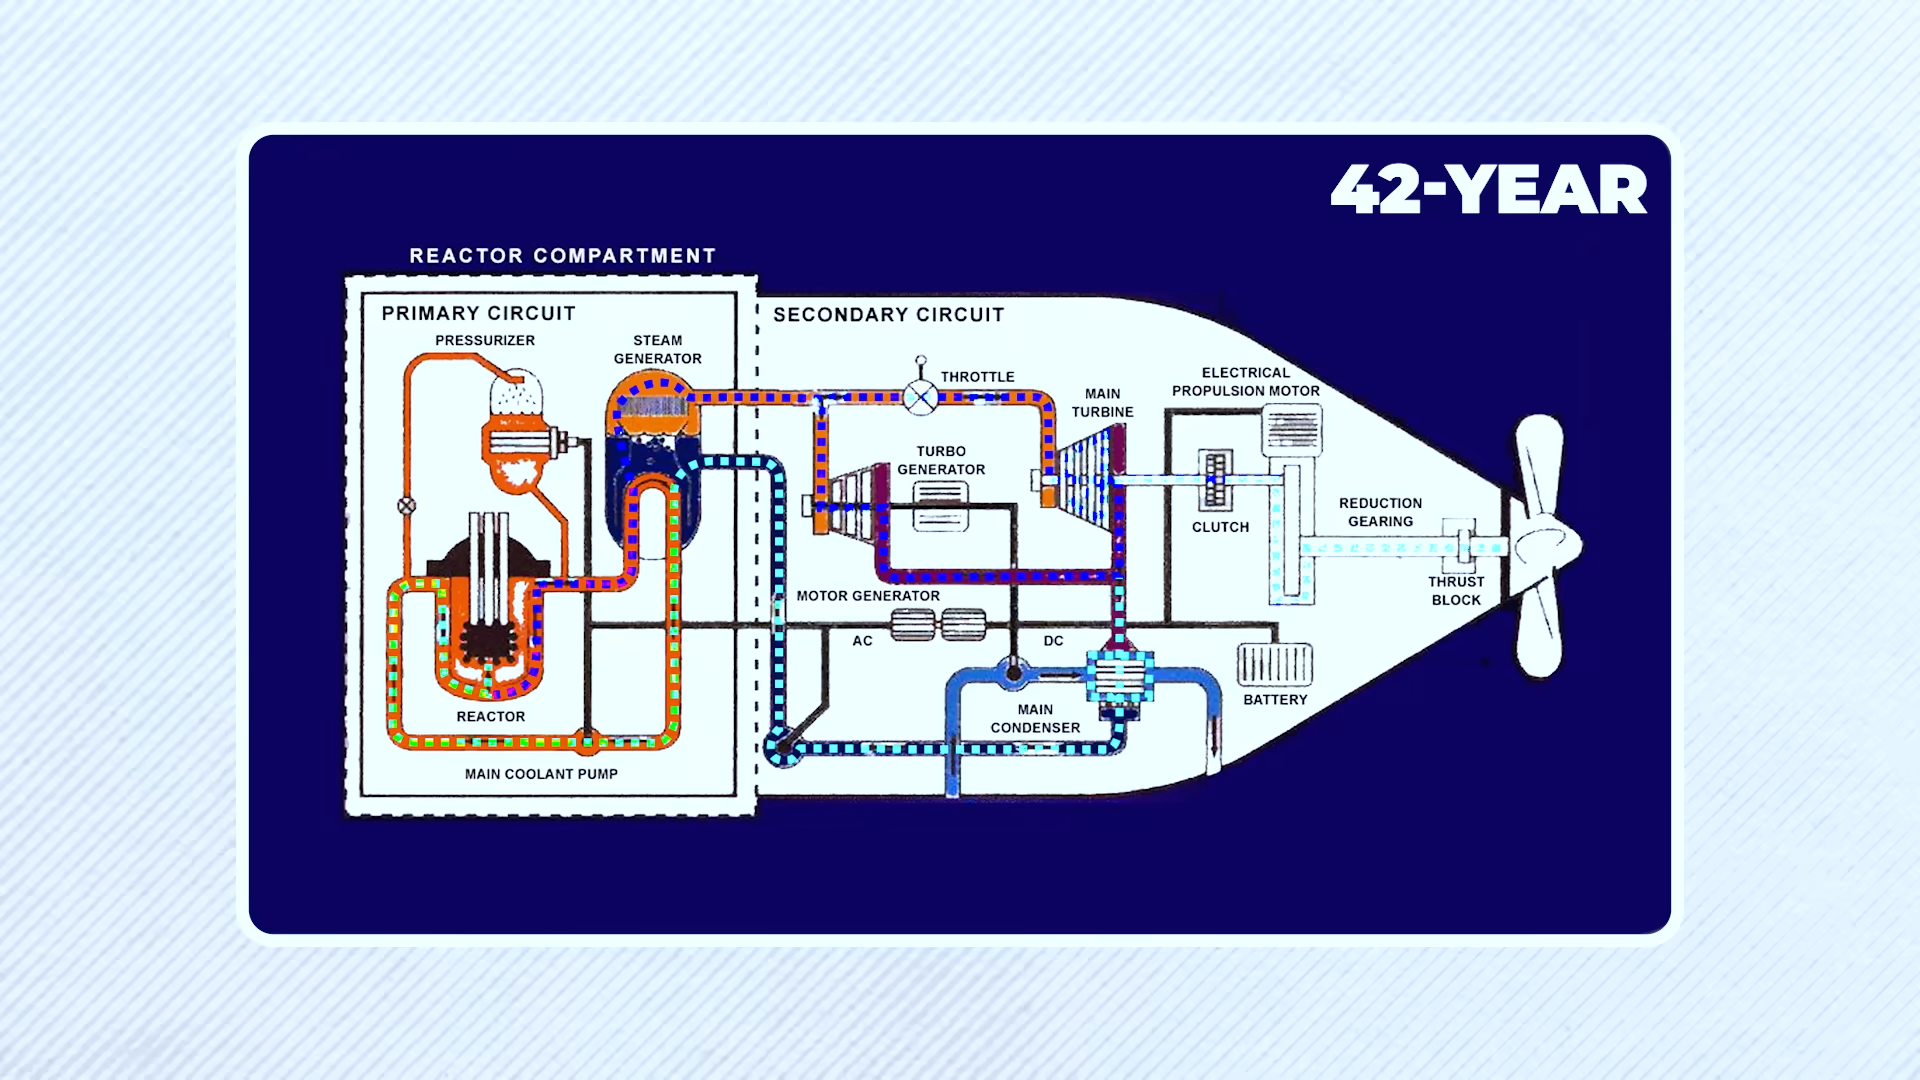 42-YEAR
REACTOR COMPARTMENT
PRIMARY CIRCUIT
SECONDARY CIRCUIT
PRESSURIZER
STEAM
GENERATOR
THROTTLE
MAIN
TURBINE
ELECTRICAL
PROPULSION MOTOR
TURBO
GENERATOR
CLUTCH
REDUCTION
GEARING
THRUST
BLOCK
MOTOR GENERATOR
AC
DC
BATTERY
MAIN
CONDENSER
REACTOR
MAIN COOLANT PUMP